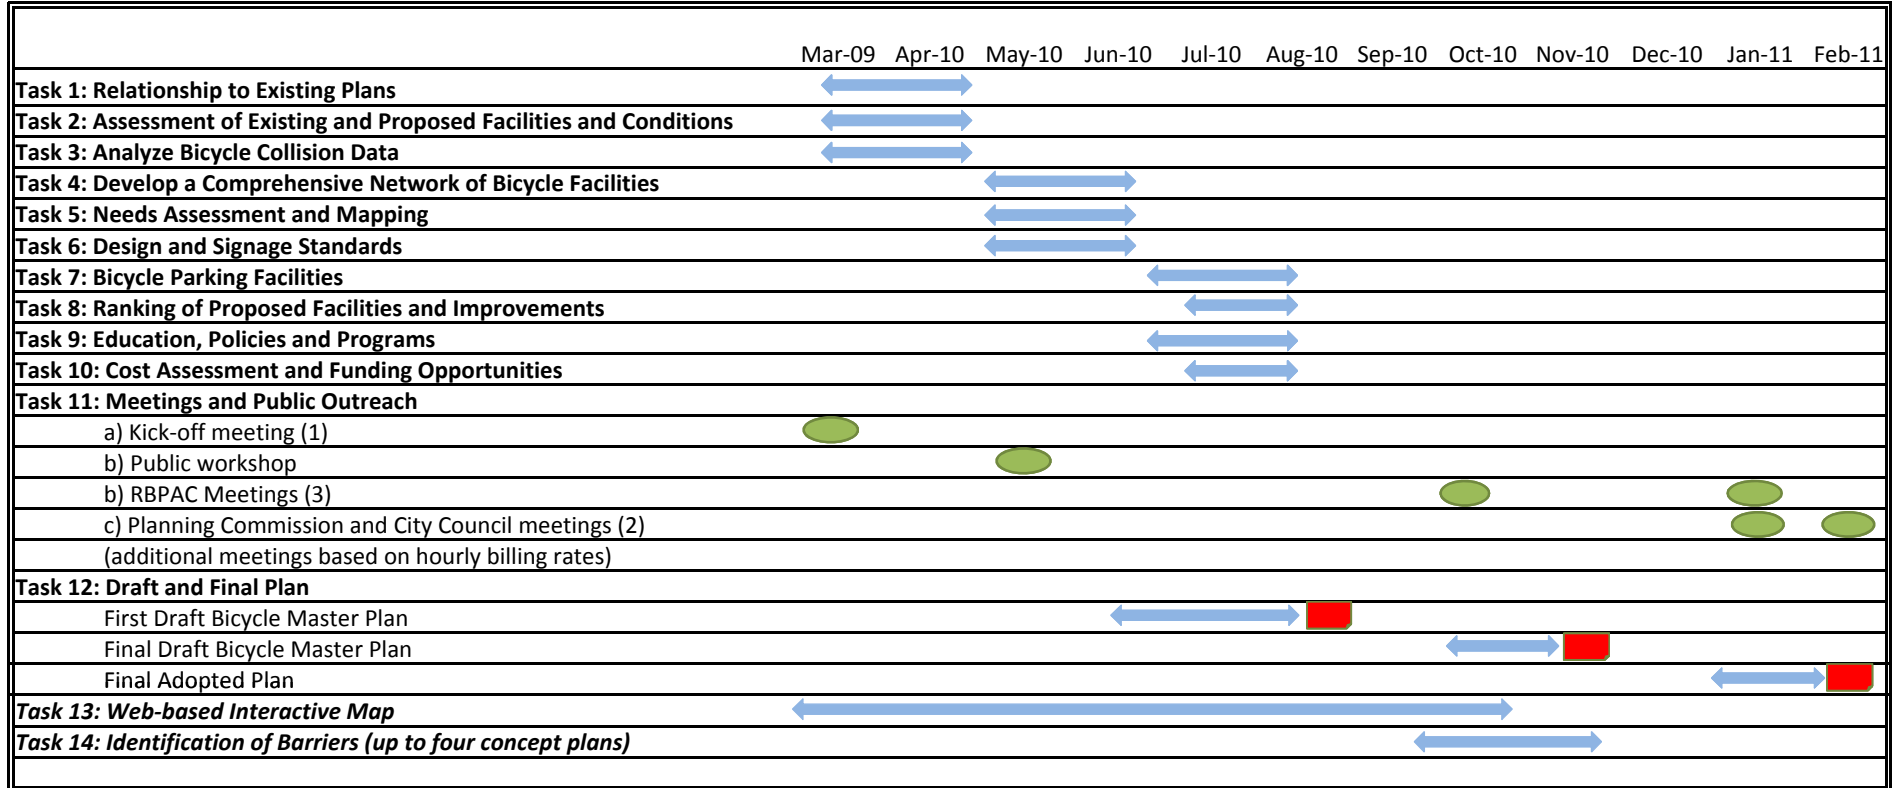 Mar-09 Apr-10 May-10 Jun-10 Jul-10 Aug-10 Sep-10 Oct-10 Nov-10 Dec-10 Jan-11 Feb-11
Task 1: Relationship to Existing Plans
Task 2: Assessment of Existing and Proposed Facilities and Conditions
Task 3: Analyze Bicycle Collision Data
Task 4: Develop a Comprehensive Network of Bicycle Facilities
Task 5: Needs Assessment and Mapping
Task 6: Design and Signage Standards
Task 7: Bicycle Parking Facilities
Task 8: Ranking of Proposed Facilities and Improvements
Task 9: Education, Policies and Programs
Task 10: Cost Assessment and Funding Opportunities
Task 11: Meetings and Public Outreach
a) Kick-off meeting (1)
b) Public workshop
b) RBPAC Meetings (3)
c) Planning Commission and City Council meetings (2)
(additional meetings based on hourly billing rates)
Task 12: Draft and Final Plan
First Draft Bicycle Master Plan
Final Draft Bicycle Master Plan
Final Adopted Plan
Task 13: Web-based Interactive Map
Task 14: Identification of Barriers (up to four concept plans)